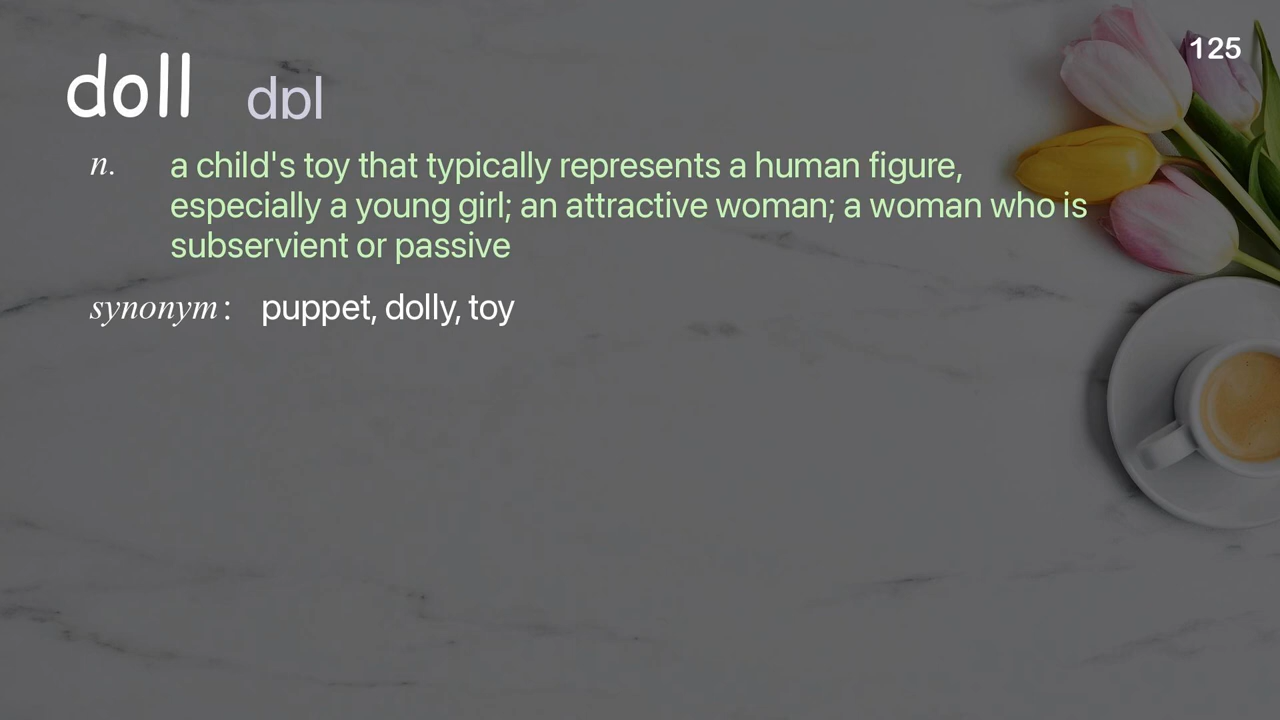 125
doll dɒl
n. a child's toy that typically represents a human figure,
especially a young girl; an attractive woman; a woman who is
subservient or passive
synonym: puppet, dolly, toy